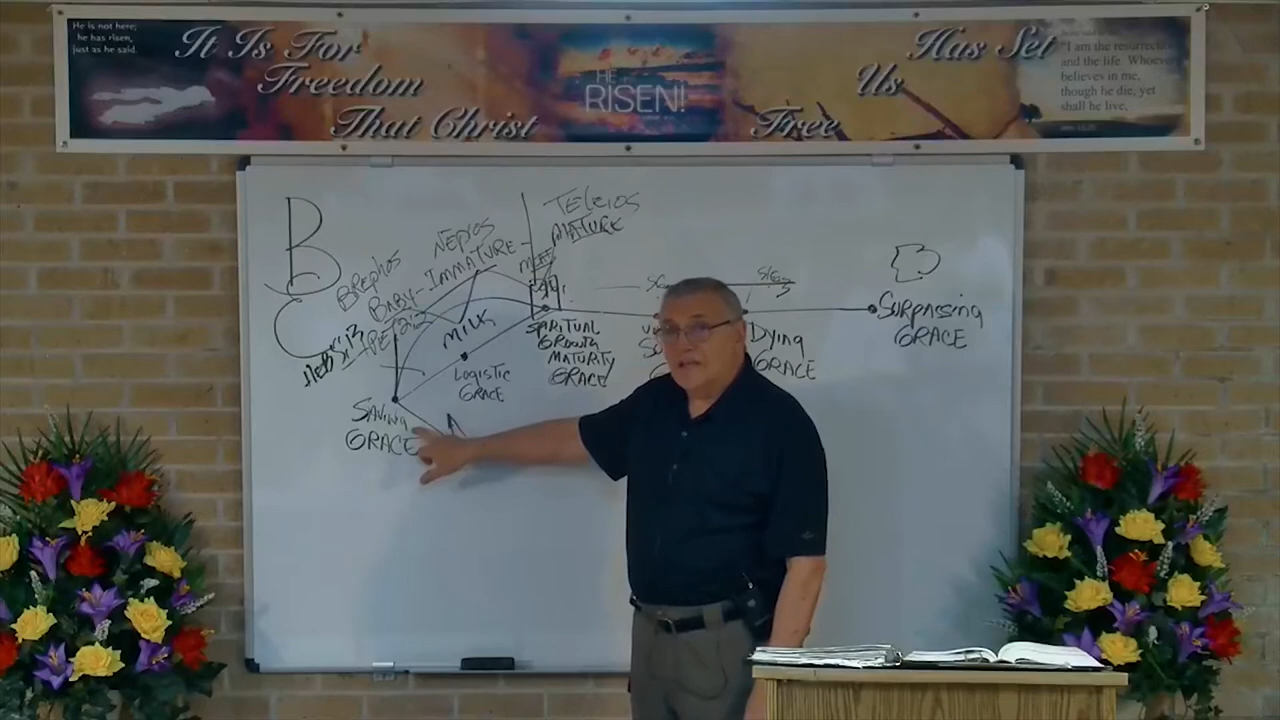 He is not here;
he has risen,
just as he said.
It Is For
Freedom
That Christ
HE
RISEN!
Has Set
Us
Free
"I am the resurrection
and the life. Whoever
believes in me,
though he die, yet
shall he live.
B
C
BREPHOS
BABY-
NEPIOS
IMMATURE
TELEIOS
MATURE
MILK
LOGISTIC
GRACE
SAVING
GRACE
SPIRITUAL
GROWTH
MATURITY
GRACE
DYING
GRACE
SURPASSING
GRACE